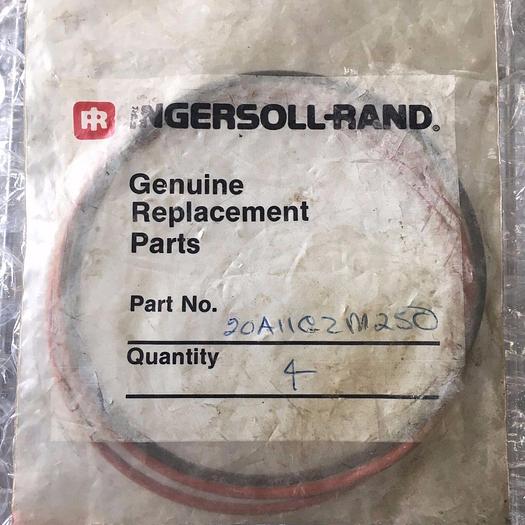 IR INGERSOLL-RAND®
Genuine
Replacement
Parts
Part No. 20A11G2M250
Quantity 4